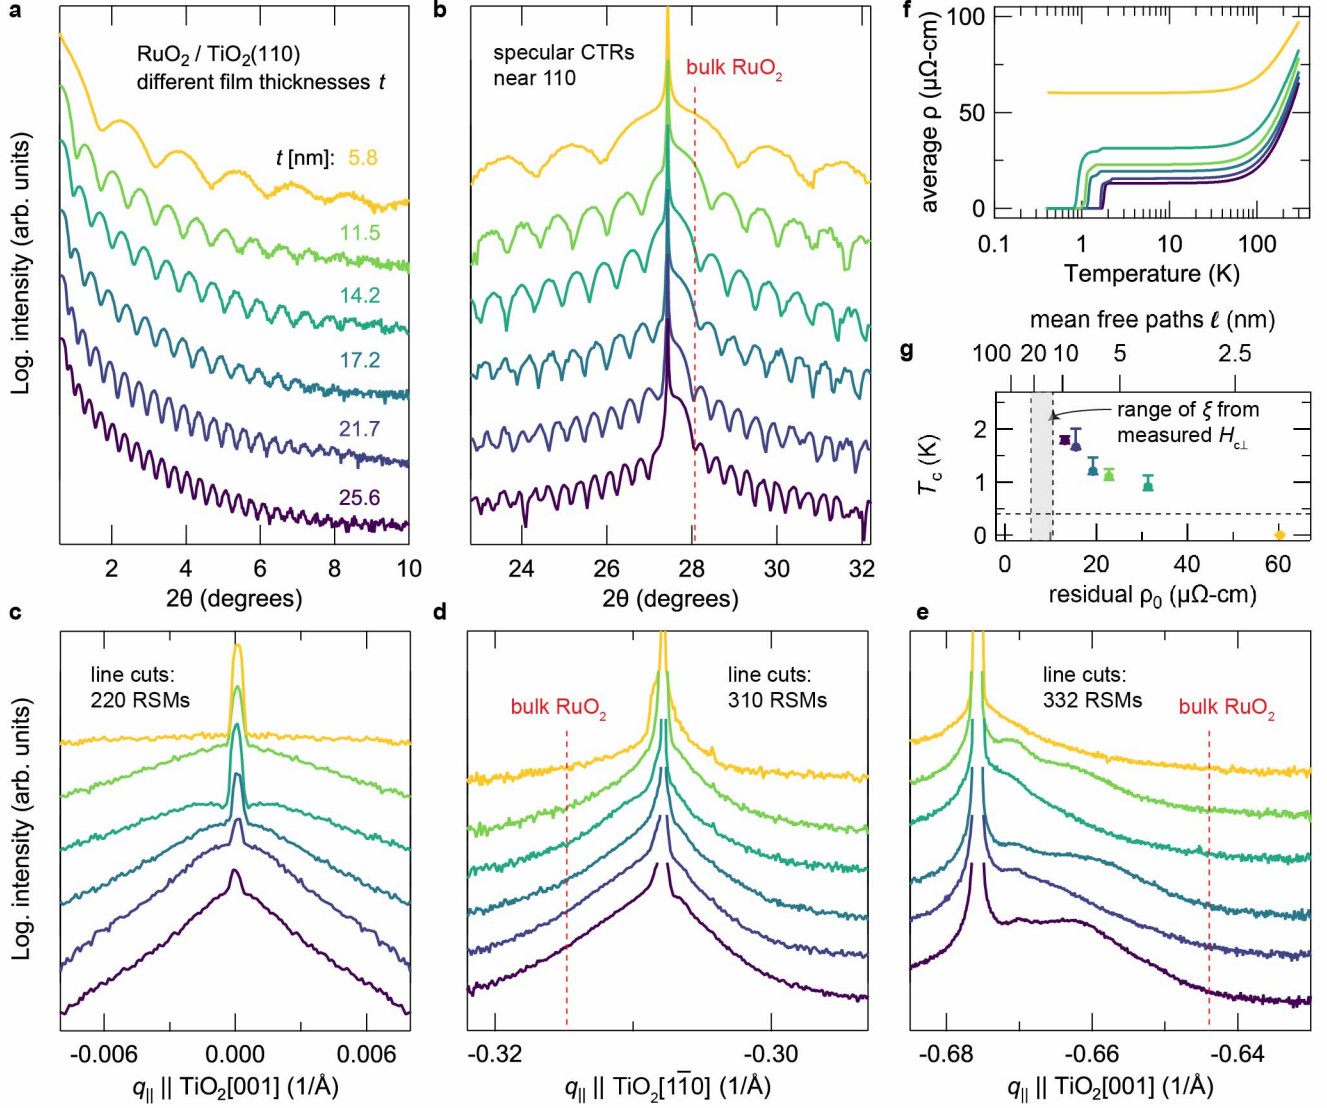 a
RuO₂ / TiO₂(110)
different film thicknesses t
t [nm]: 5.8
11.5
14.2
17.2
21.7
25.6
Log. intensity (arb. units)
2 4 6 8 10
2θ (degrees)
b
specular CTRs
near 110
bulk RuO₂
24 26 28 30 32
2θ (degrees)
f
100
50
0
average ρ (μΩ-cm)
0.1 1 10 100
Temperature (K)
g
mean free paths ℓ (nm)
100 20 10 5 2.5
range of ξ from
measured H꜀⊥
2
1
0
T꜀ (K)
0 20 40 60
residual ρ₀ (μΩ-cm)
c
line cuts:
220 RSMs
Log. intensity (arb. units)
-0.006 0.000 0.006
q|| || TiO₂[001] (1/Å)
d
bulk RuO₂
line cuts:
310 RSMs
-0.32 -0.30
q|| || TiO₂[11̅0] (1/Å)
e
line cuts:
332 RSMs
bulk RuO₂
-0.68 -0.66 -0.64
q|| || TiO₂[001] (1/Å)